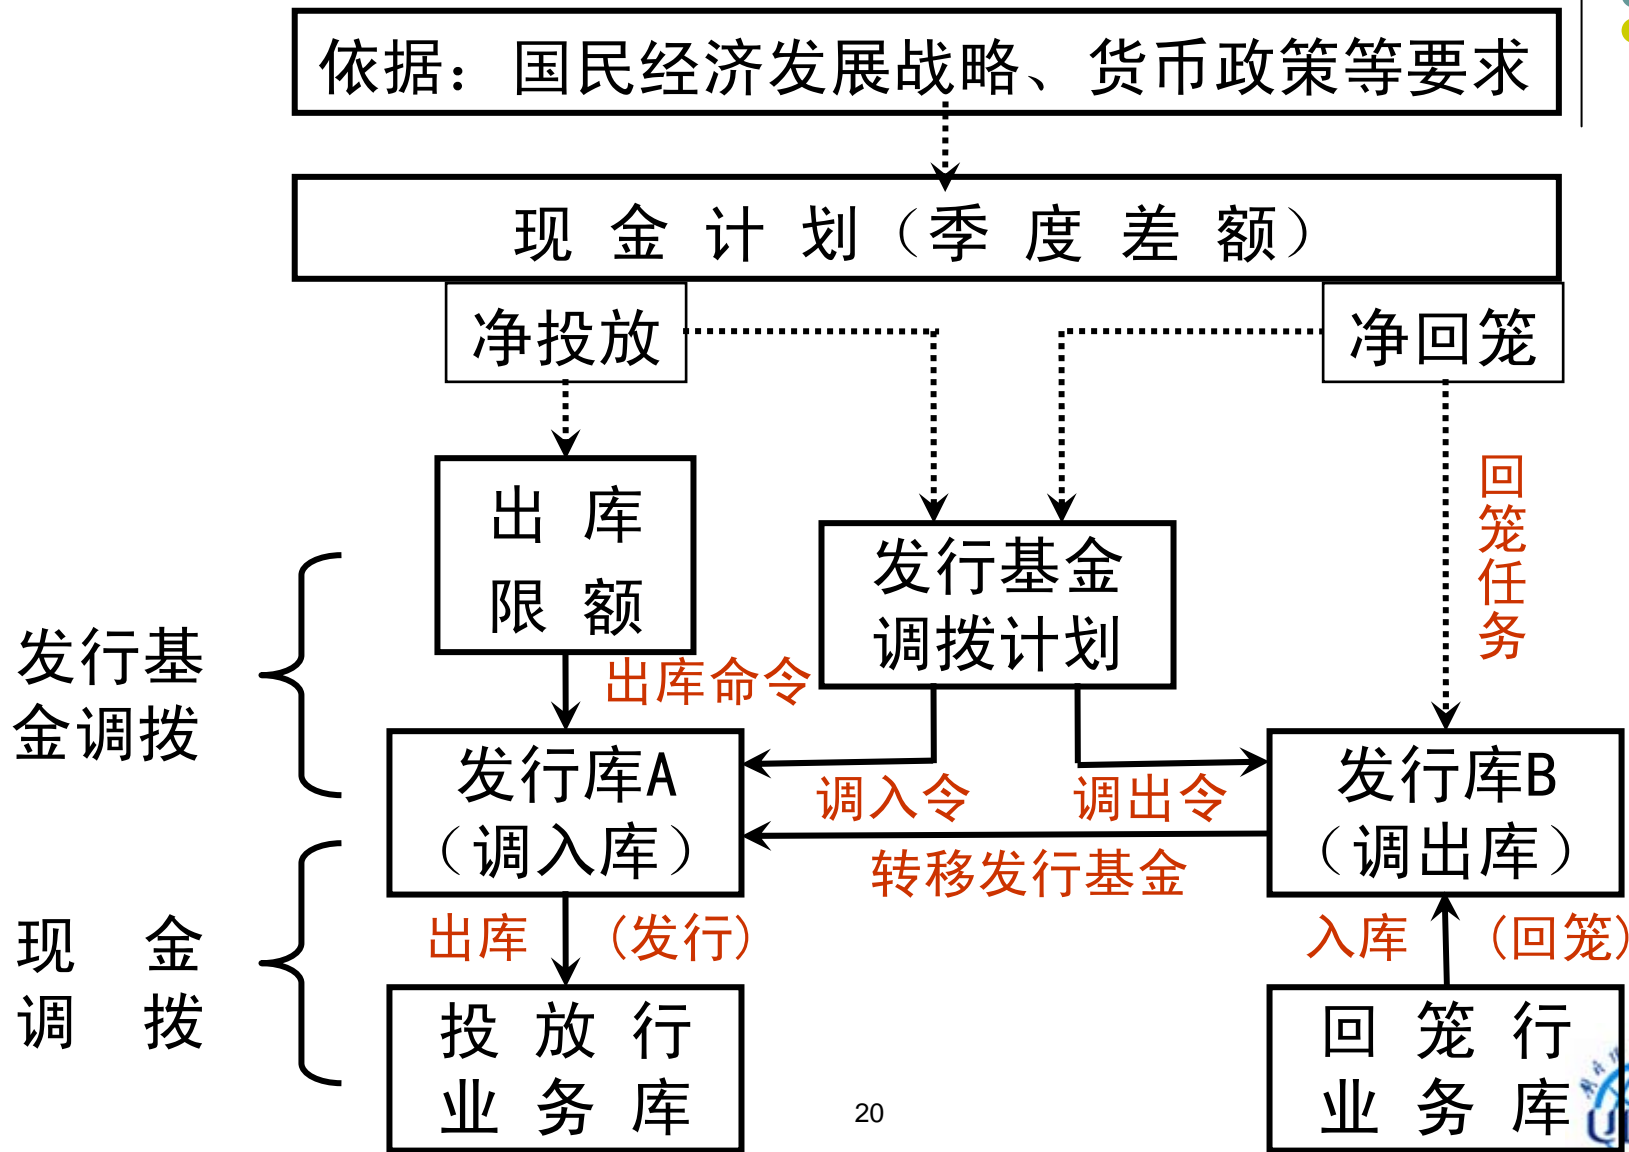 依据：国民经济发展战略、货币政策等要求
现 金 计 划（季 度 差 额）
净投放
净回笼
出 库
限 额
发行基金
调拨计划
回笼任务
发行基
金调拨
出库命令
发行库A
（调入库）
调入令
调出令
转移发行基金
发行库B
（调出库）
现 金
调 拨
出库 （发行）
入库 （回笼）
投 放 行
业 务 库
回 笼 行
业 务 库
20